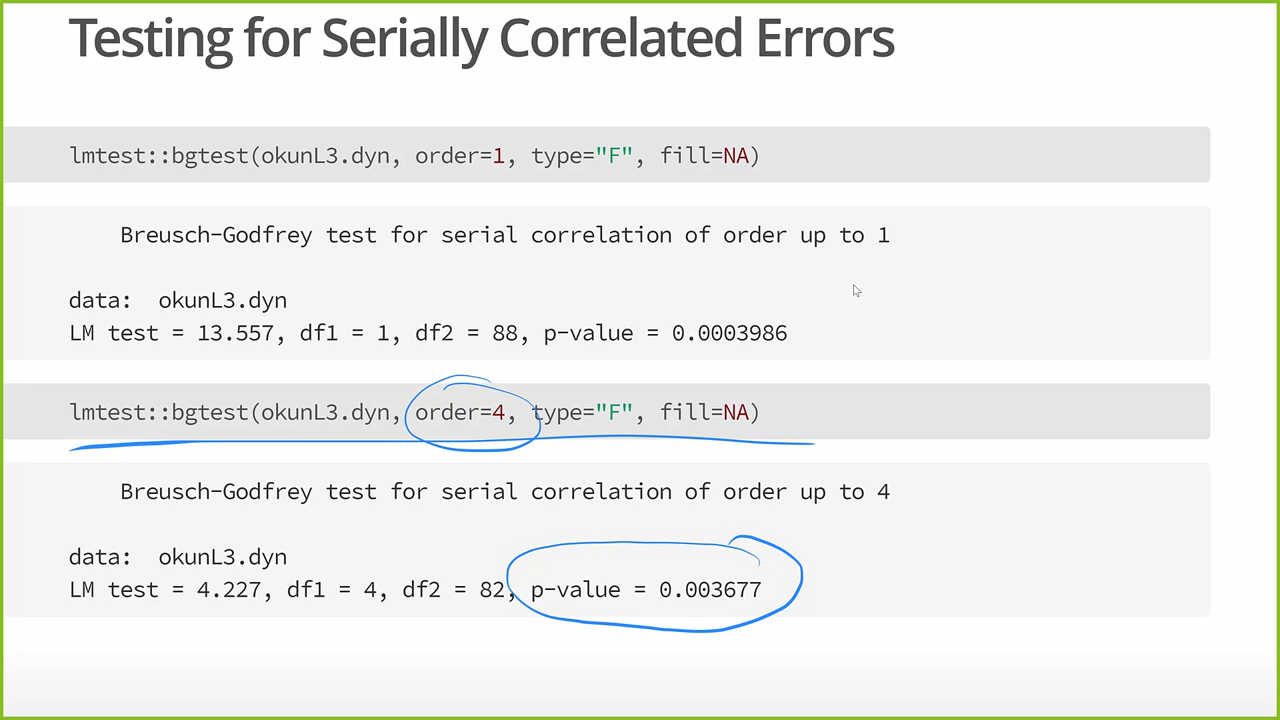 Testing for Serially Correlated Errors
lmtest::bgtest(okunL3.dyn, order=1, type="F", fill=NA)
Breusch-Godfrey test for serial correlation of order up to 1
data:  okunL3.dyn
LM test = 13.557, df1 = 1, df2 = 88, p-value = 0.0003986
lmtest::bgtest(okunL3.dyn, order=4, type="F", fill=NA)
Breusch-Godfrey test for serial correlation of order up to 4
data:  okunL3.dyn
LM test = 4.227, df1 = 4, df2 = 82, p-value = 0.003677